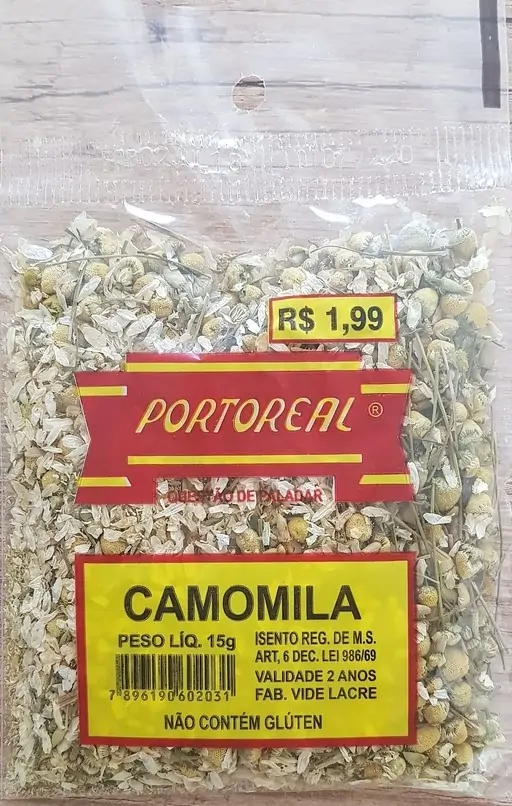 R$ 1,99
PORTOREAL ®
QUESTÃO DE PALADAR
CAMOMILA
PESO LÍQ. 15g
7 896190 602031
ISENTO REG. DE M.S.
ART, 6 DEC. LEI 986/69
VALIDADE 2 ANOS
FAB. VIDE LACRE
NÃO CONTÉM GLÚTEN